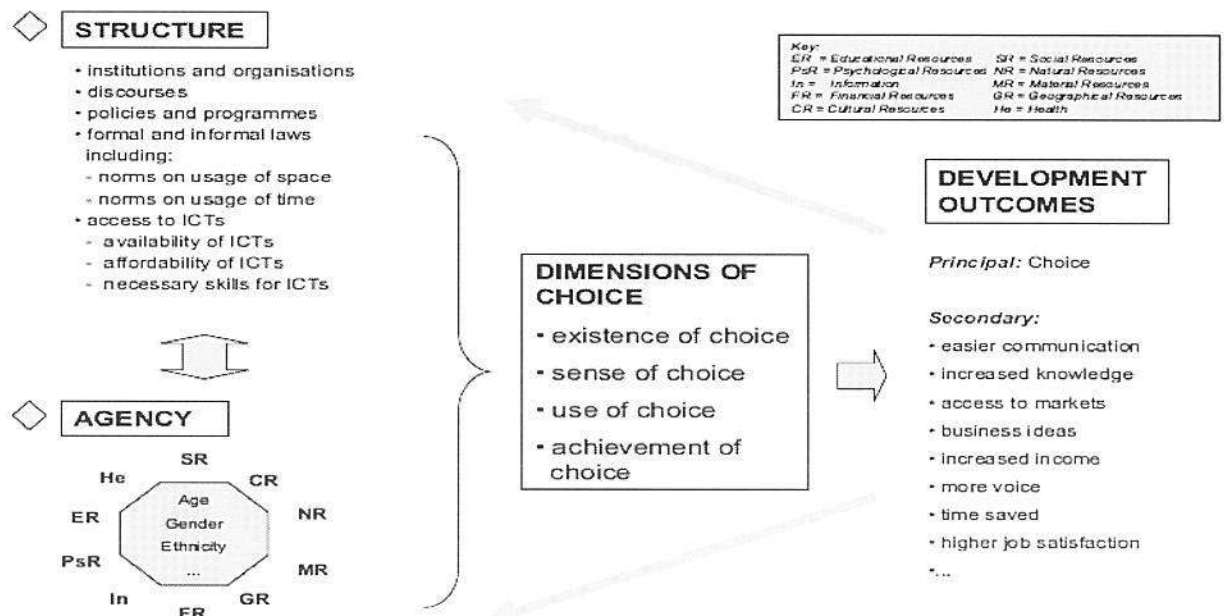 STRUCTURE
• institutions and organisations
• discourses
• policies and programmes
• formal and informal laws
including:
- norms on usage of space
- norms on usage of time
• access to ICTs
- availability of ICTs
- affordability of ICTs
- necessary skills for ICTs
AGENCY
SR
He
CR
ER
NR
PsR
MR
In
GR
FR
Age
Gender
Ethnicity
...
DIMENSIONS OF
CHOICE
• existence of choice
• sense of choice
• use of choice
• achievement of
choice
Key:
ER = Educational Resources SR = Social Resources
PsR = Psychological Resources NR = Natural Resources
In = Information MR = Material Resources
FR = Financial Resources GR = Geographical Resources
CR = Cultural Resources He = Health
DEVELOPMENT
OUTCOMES
Principal: Choice
Secondary:
• easier communication
• increased knowledge
• access to markets
• business ideas
• increased income
• more voice
• time saved
• higher job satisfaction
•...